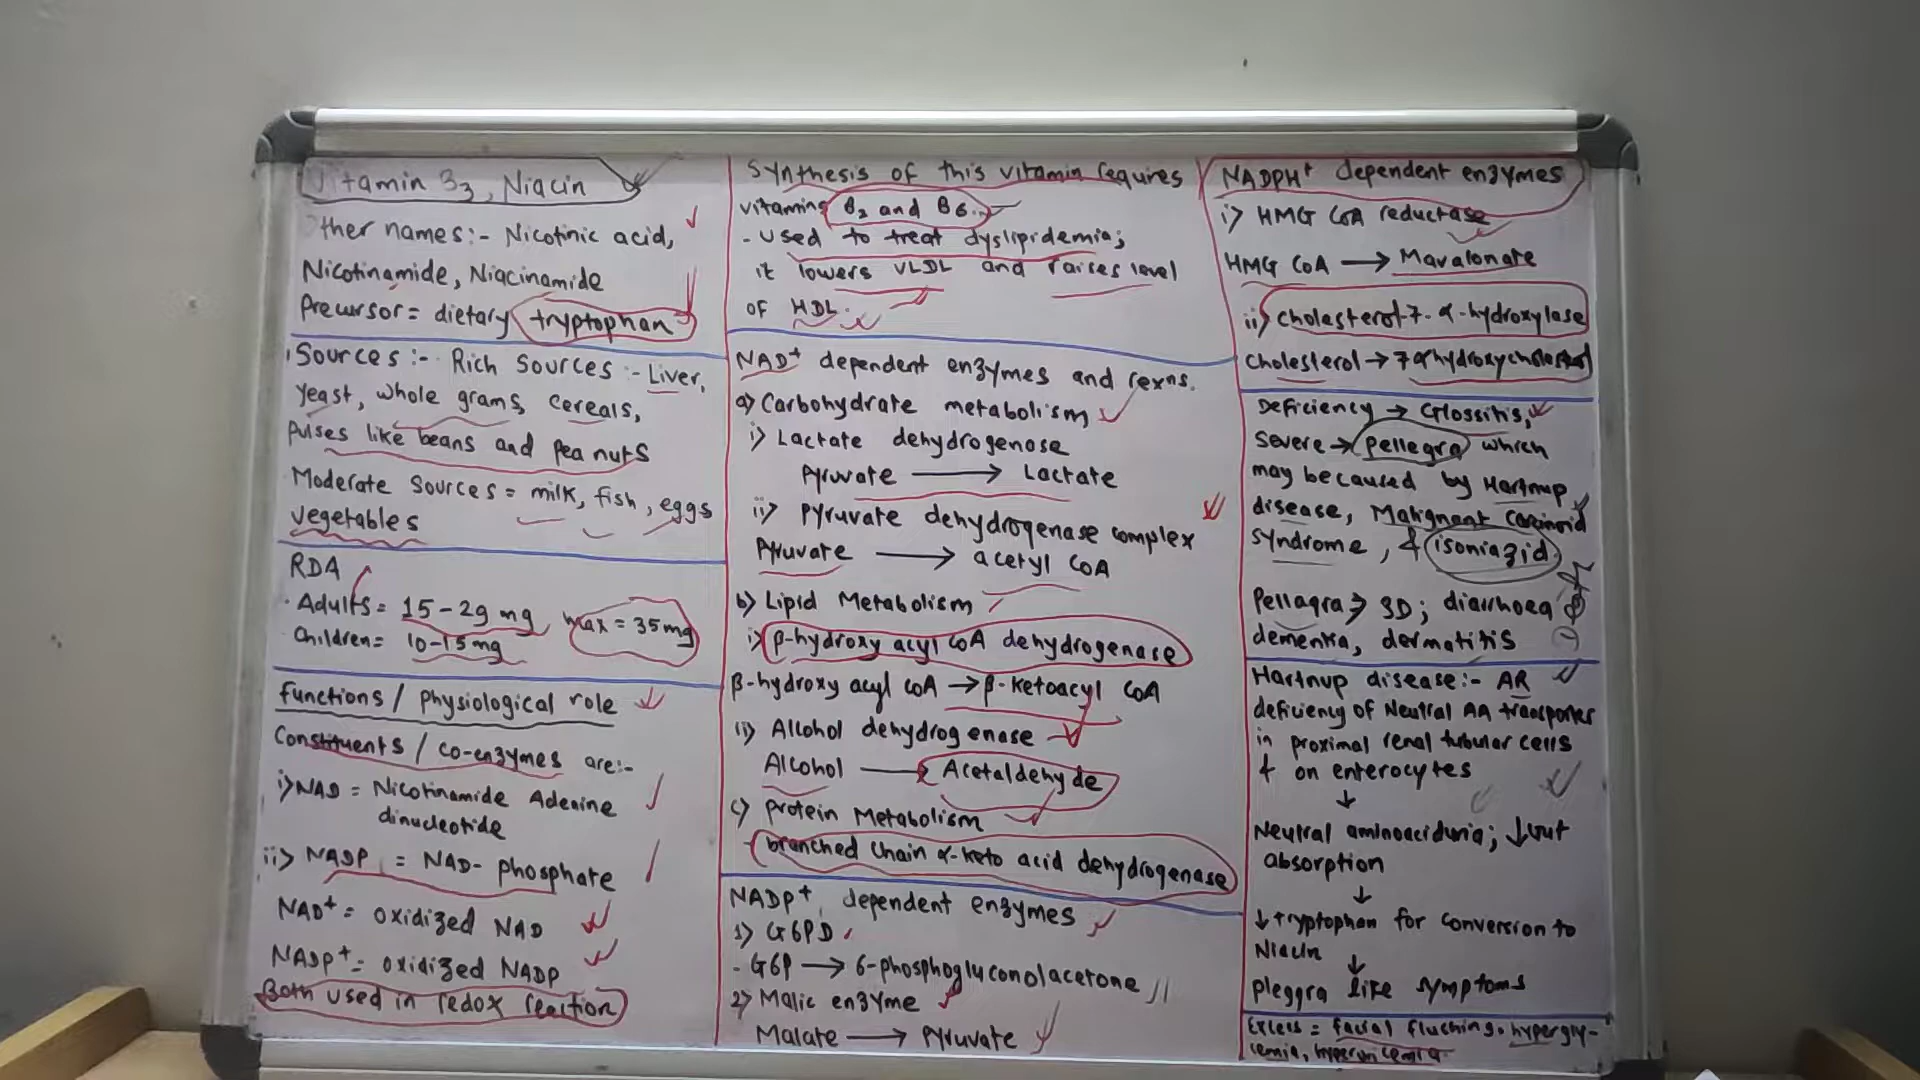 Vitamin B3, Niacin
Other names:- Nicotinic acid,
Nicotinamide, Niacinamide
Precursor= dietary tryptophan
Sources:- Rich Sources:- Liver,
yeast, whole grams, cereals,
Pulses like beans and pea nuts
Moderate Sources = milk, fish, eggs
vegetables
RDA
Adults = 15-29 mg max = 35mg
Children= 10-15mg
Functions / physiological role
Constituents / co-enzymes are:-
i) NAD = Nicotinamide Adenine
dinucleotide
ii) NADP = NAD- phosphate
NAD+ = oxidized NAD
NADP+ = oxidized NADP
Both used in redox reaction
Synthesis of this vitamin requires
vitamins B2 and B6.
- used to treat dyslipidemia;
it lowers VLDL and raises level
of HDL.
NAD+ dependent enzymes and rexns.
a) Carbohydrate metabolism
i) Lactate dehydrogenase
Pyruvate → Lactate
ii) Pyruvate dehydrogenase complex
Pyruvate → acetyl CoA
b) Lipid Metabolism
i) β-hydroxy acyl CoA dehydrogenase
β-hydroxy acyl CoA → β-ketoacyl CoA
ii) Alcohol dehydrogenase
Alcohol → Acetaldehyde
c) protein Metabolism
- branched chain α-keto acid dehydrogenase
NADP+ dependent enzymes
1) G6PD
- G6P → 6-phosphogluconolacetone
2) Malic enzyme
Malate → Pyruvate
NADPH+ dependent enzymes
i) HMG CoA reductase
HMG CoA → Mavalonate
ii) cholesterol-7-α-hydroxylase
Cholesterol → 7αhydroxycholesterol
Deficiency → Glossitis,
Severe → pellegra which
may be caused by Hartnup
disease, Malignant Carcinoid
Syndrome, & isoniazid.
Pellagra → 3D; diarrhoea
dementia, dermatitis
Hartnup disease:- AR
deficiency of Neutral AA transporter
in proximal renal tubular cells
& on enterocytes
↓
Neutral aminoaciduria; ↓Gut
absorption
↓
↓tryptophan for conversion to
Niacin
↓
pleggra like symptoms
Excess = facial flushing, hypergly-
cemia, hyperuricemia